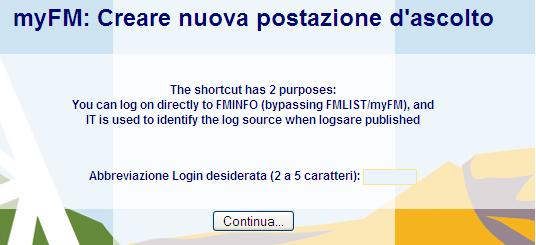 myFM: Creare nuova postazione d'ascolto
The shortcut has 2 purposes:
You can log on directly to FMINFO (bypassing FMLIST/myFM), and
IT is used to identify the log source when logsare published
Abbreviazione Login desiderata (2 a 5 caratteri):
Continua...